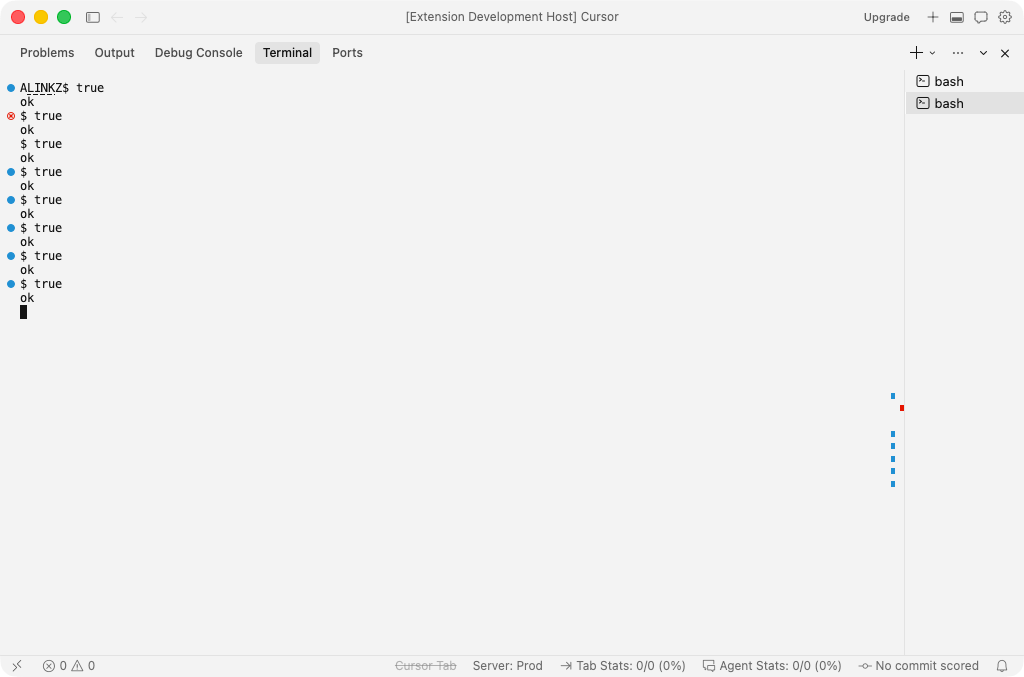 [Extension Development Host] Cursor
Upgrade
Problems Output Debug Console Terminal Ports
ALINKZ$ true
ok
$ true
ok
$ true
ok
$ true
ok
$ true
ok
$ true
ok
$ true
ok
$ true
ok
bash
bash
0 0 Cursor Tab Server: Prod Tab Stats: 0/0 (0%) Agent Stats: 0/0 (0%) No commit scored